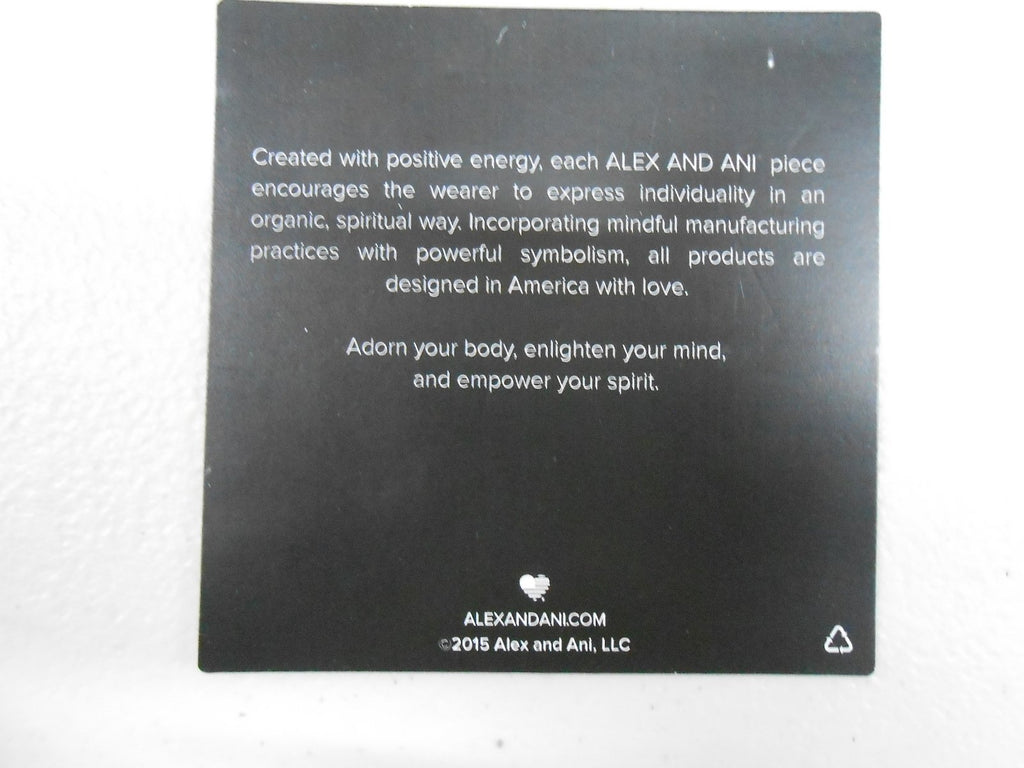 Created with positive energy, each ALEX AND ANI® piece
encourages the wearer to express individuality in an
organic, spiritual way. Incorporating mindful manufacturing
practices with powerful symbolism, all products are
designed in America with love.
Adorn your body, enlighten your mind,
and empower your spirit.
ALEXANDANI.COM
©2015 Alex and Ani, LLC